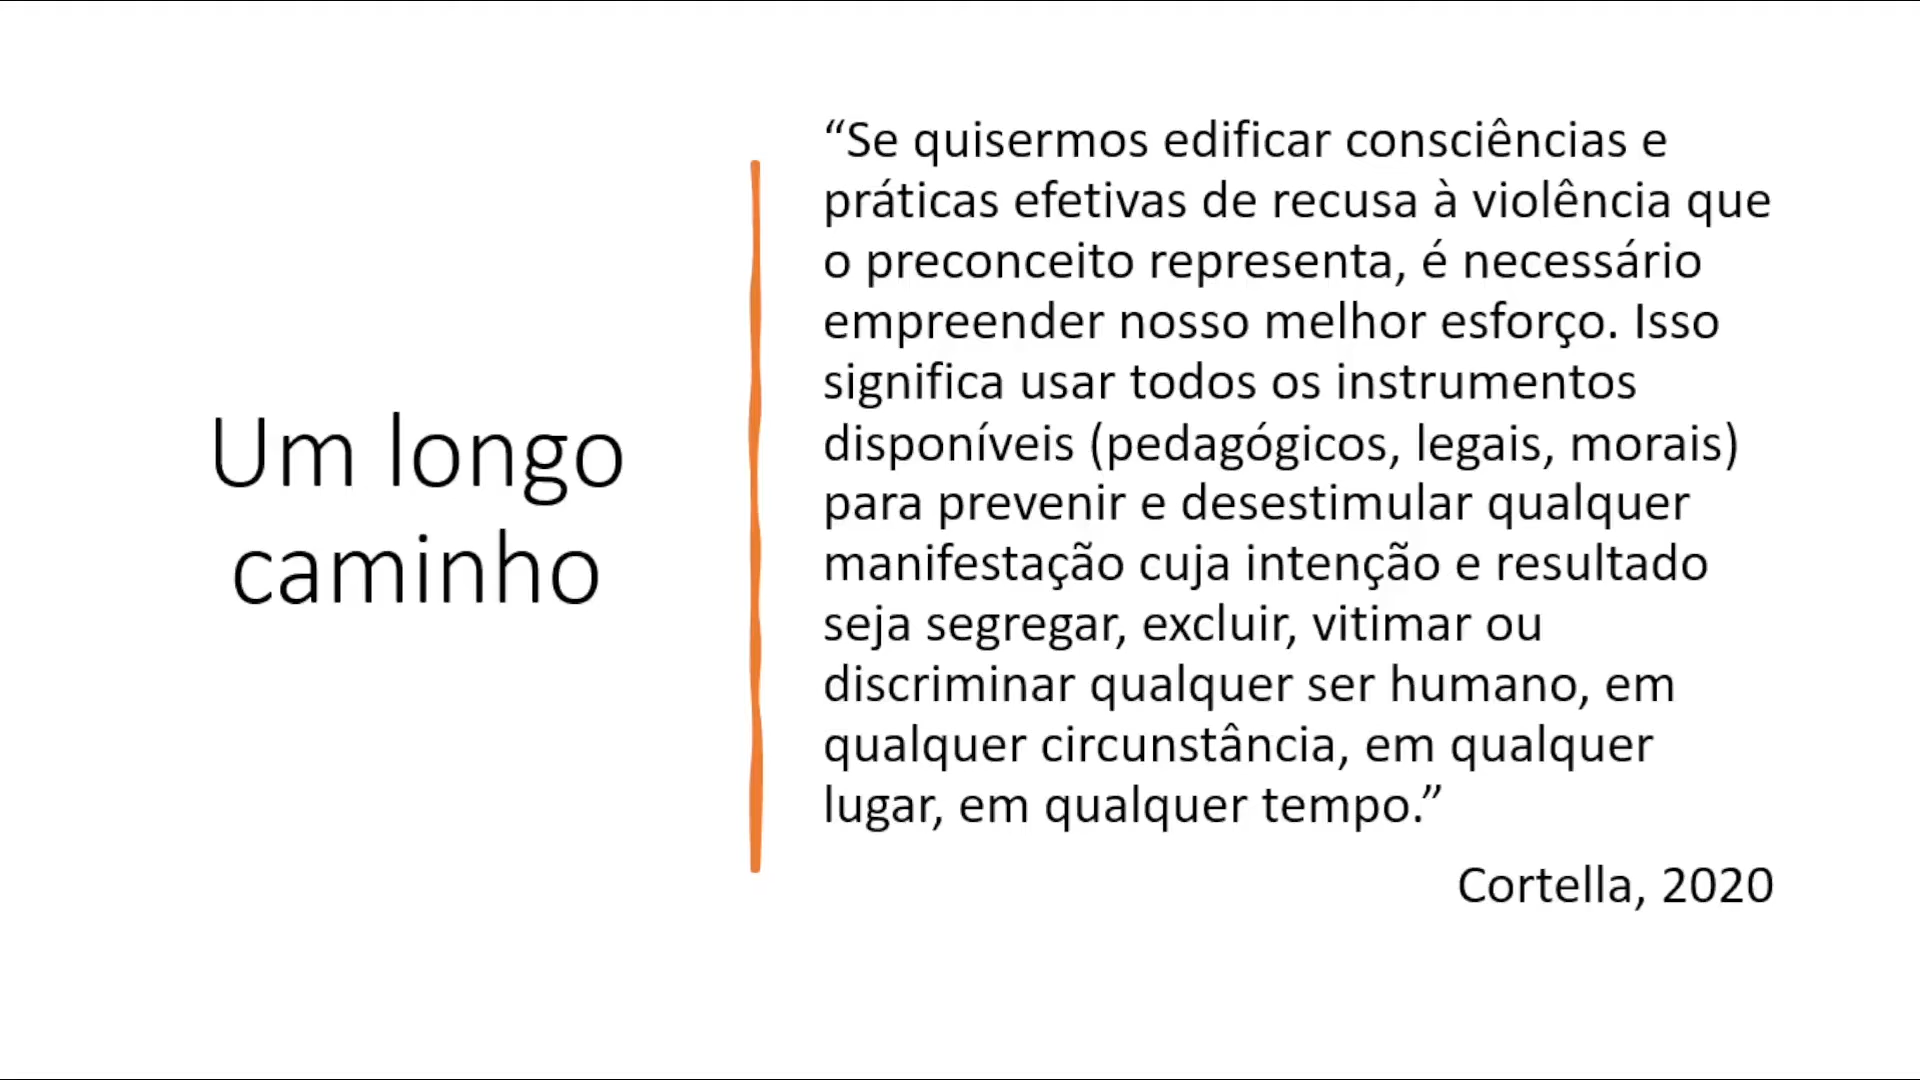 Um longo
caminho
“Se quisermos edificar consciências e
práticas efetivas de recusa à violência que
o preconceito representa, é necessário
empreender nosso melhor esforço. Isso
significa usar todos os instrumentos
disponíveis (pedagógicos, legais, morais)
para prevenir e desestimular qualquer
manifestação cuja intenção e resultado
seja segregar, excluir, vitimar ou
discriminar qualquer ser humano, em
qualquer circunstância, em qualquer
lugar, em qualquer tempo.”
Cortella, 2020